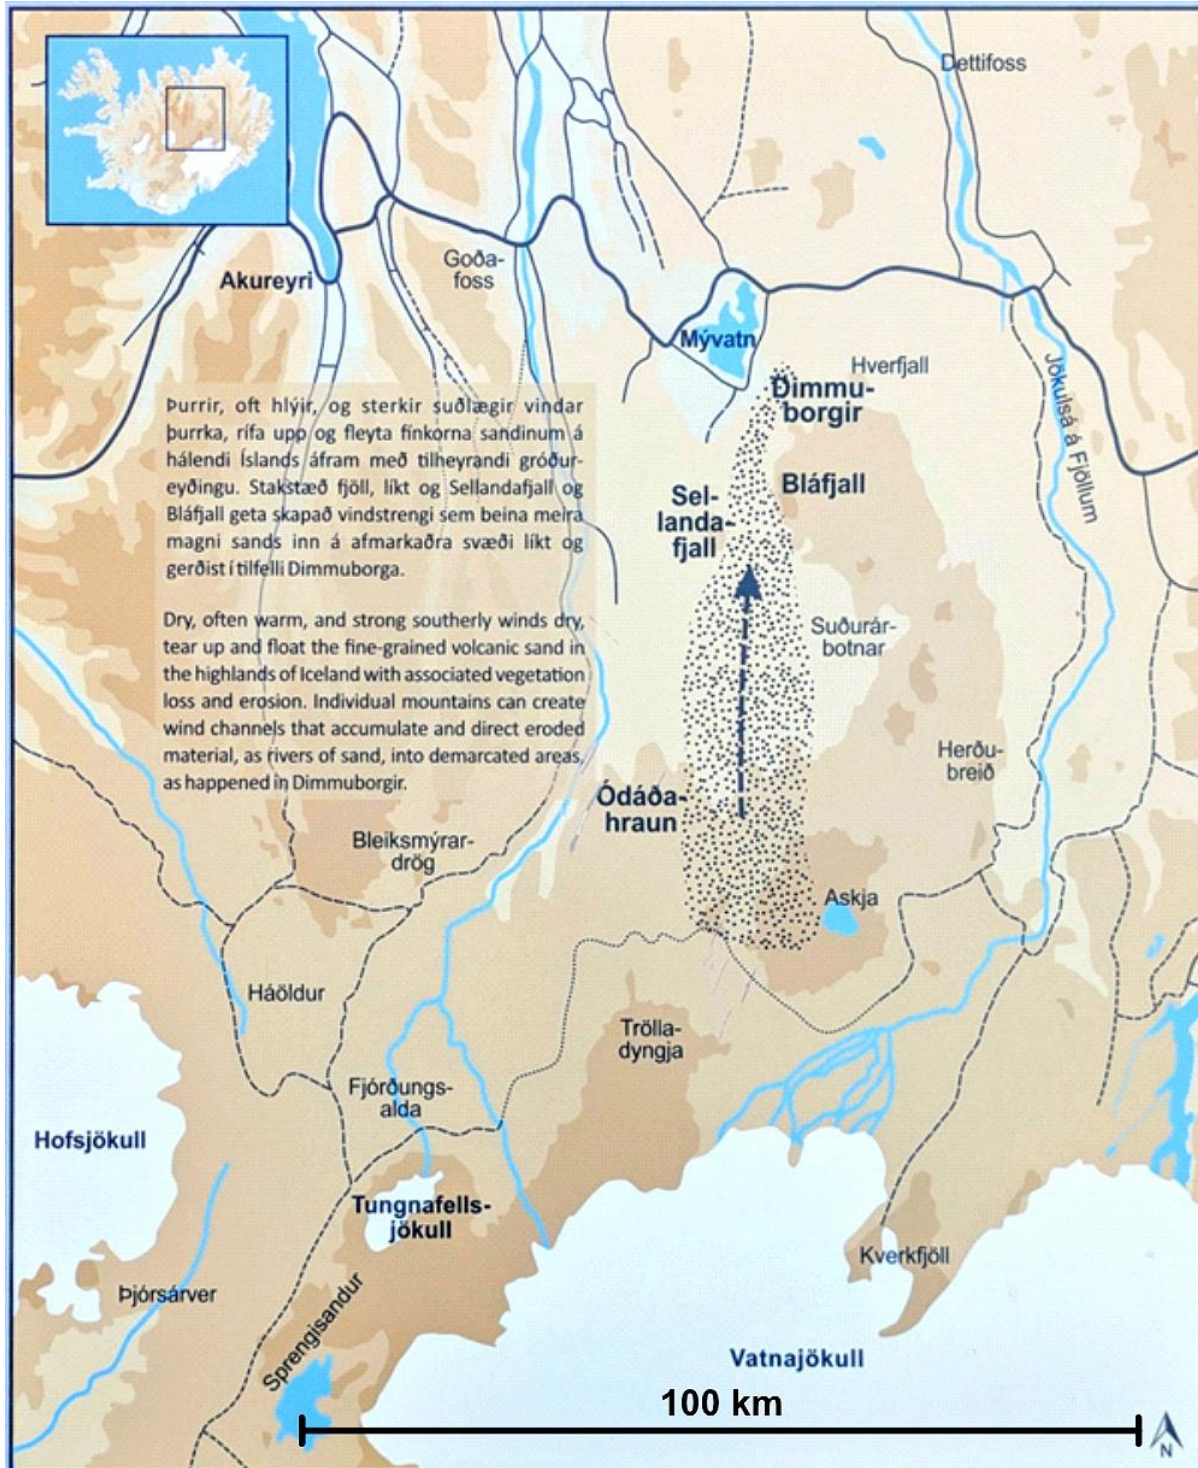 Dettifoss
Goða-
foss
Akureyri
Mývatn
Hverfjall
Dimmu-
borgir
Jökulsá á Fjöllum
Þurrir, oft hlýir, og sterkir suðlægir vindar
þurrka, rífa upp og fleyta fínkorna sandinum á
hálendi Íslands áfram með tilheyrandi gróður-
eyðingu. Stakstæð fjöll, líkt og Sellandafjall og
Bláfjall geta skapað vindstrengi sem beina meira
magni sands inn á afmarkaðra svæði líkt og
gerðist í tilfelli Dimmuborga.
Dry, often warm, and strong southerly winds dry,
tear up and float the fine-grained volcanic sand in
the highlands of Iceland with associated vegetation
loss and erosion. Individual mountains can create
wind channels that accumulate and direct eroded
material, as rivers of sand, into demarcated areas,
as happened in Dimmuborgir.
Bláfjall
Sel-
landa-
fjall
Suðurár-
botnar
Herðu-
breið
Ódáða-
hraun
Bleiksmýrar-
drög
Askja
Háöldur
Trölla-
dyngja
Fjórðungs-
alda
Hofsjökull
Tungnafells-
jökull
Kverkfjöll
Þjórsárver
Sprengisandur
Vatnajökull
100 km
N